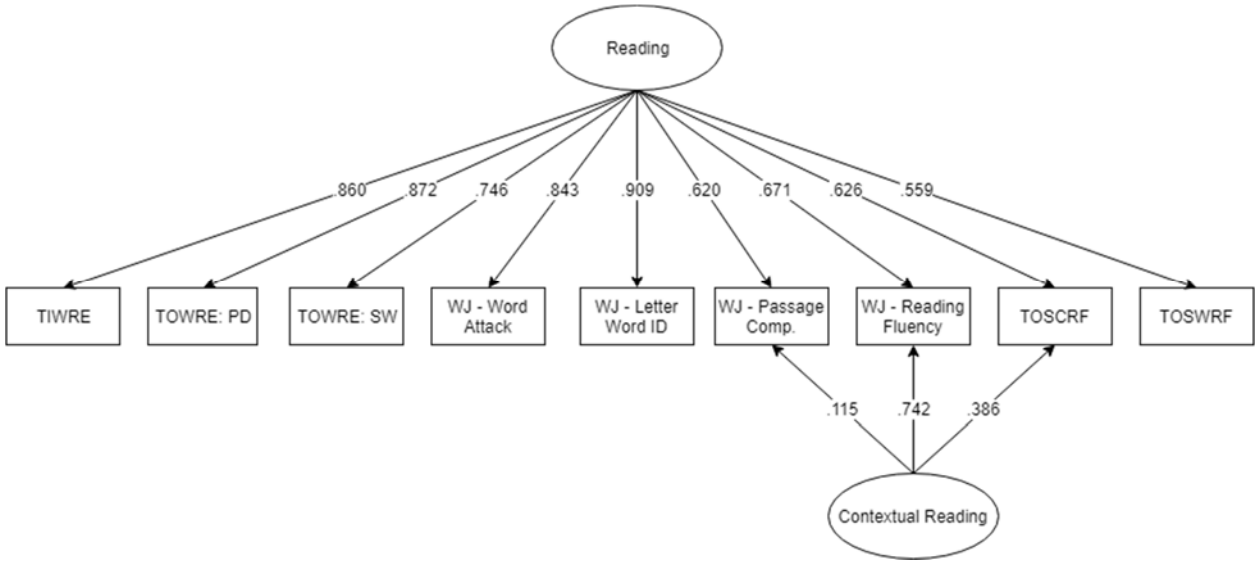 Reading
.860
.872
.746
.843
.909
.620
.671
.626
.559
TIWRE
TOWRE: PD
TOWRE: SW
WJ - Word
Attack
WJ - Letter
Word ID
WJ - Passage
Comp.
WJ - Reading
Fluency
TOSCRF
TOSWRF
.115
.742
.386
Contextual Reading